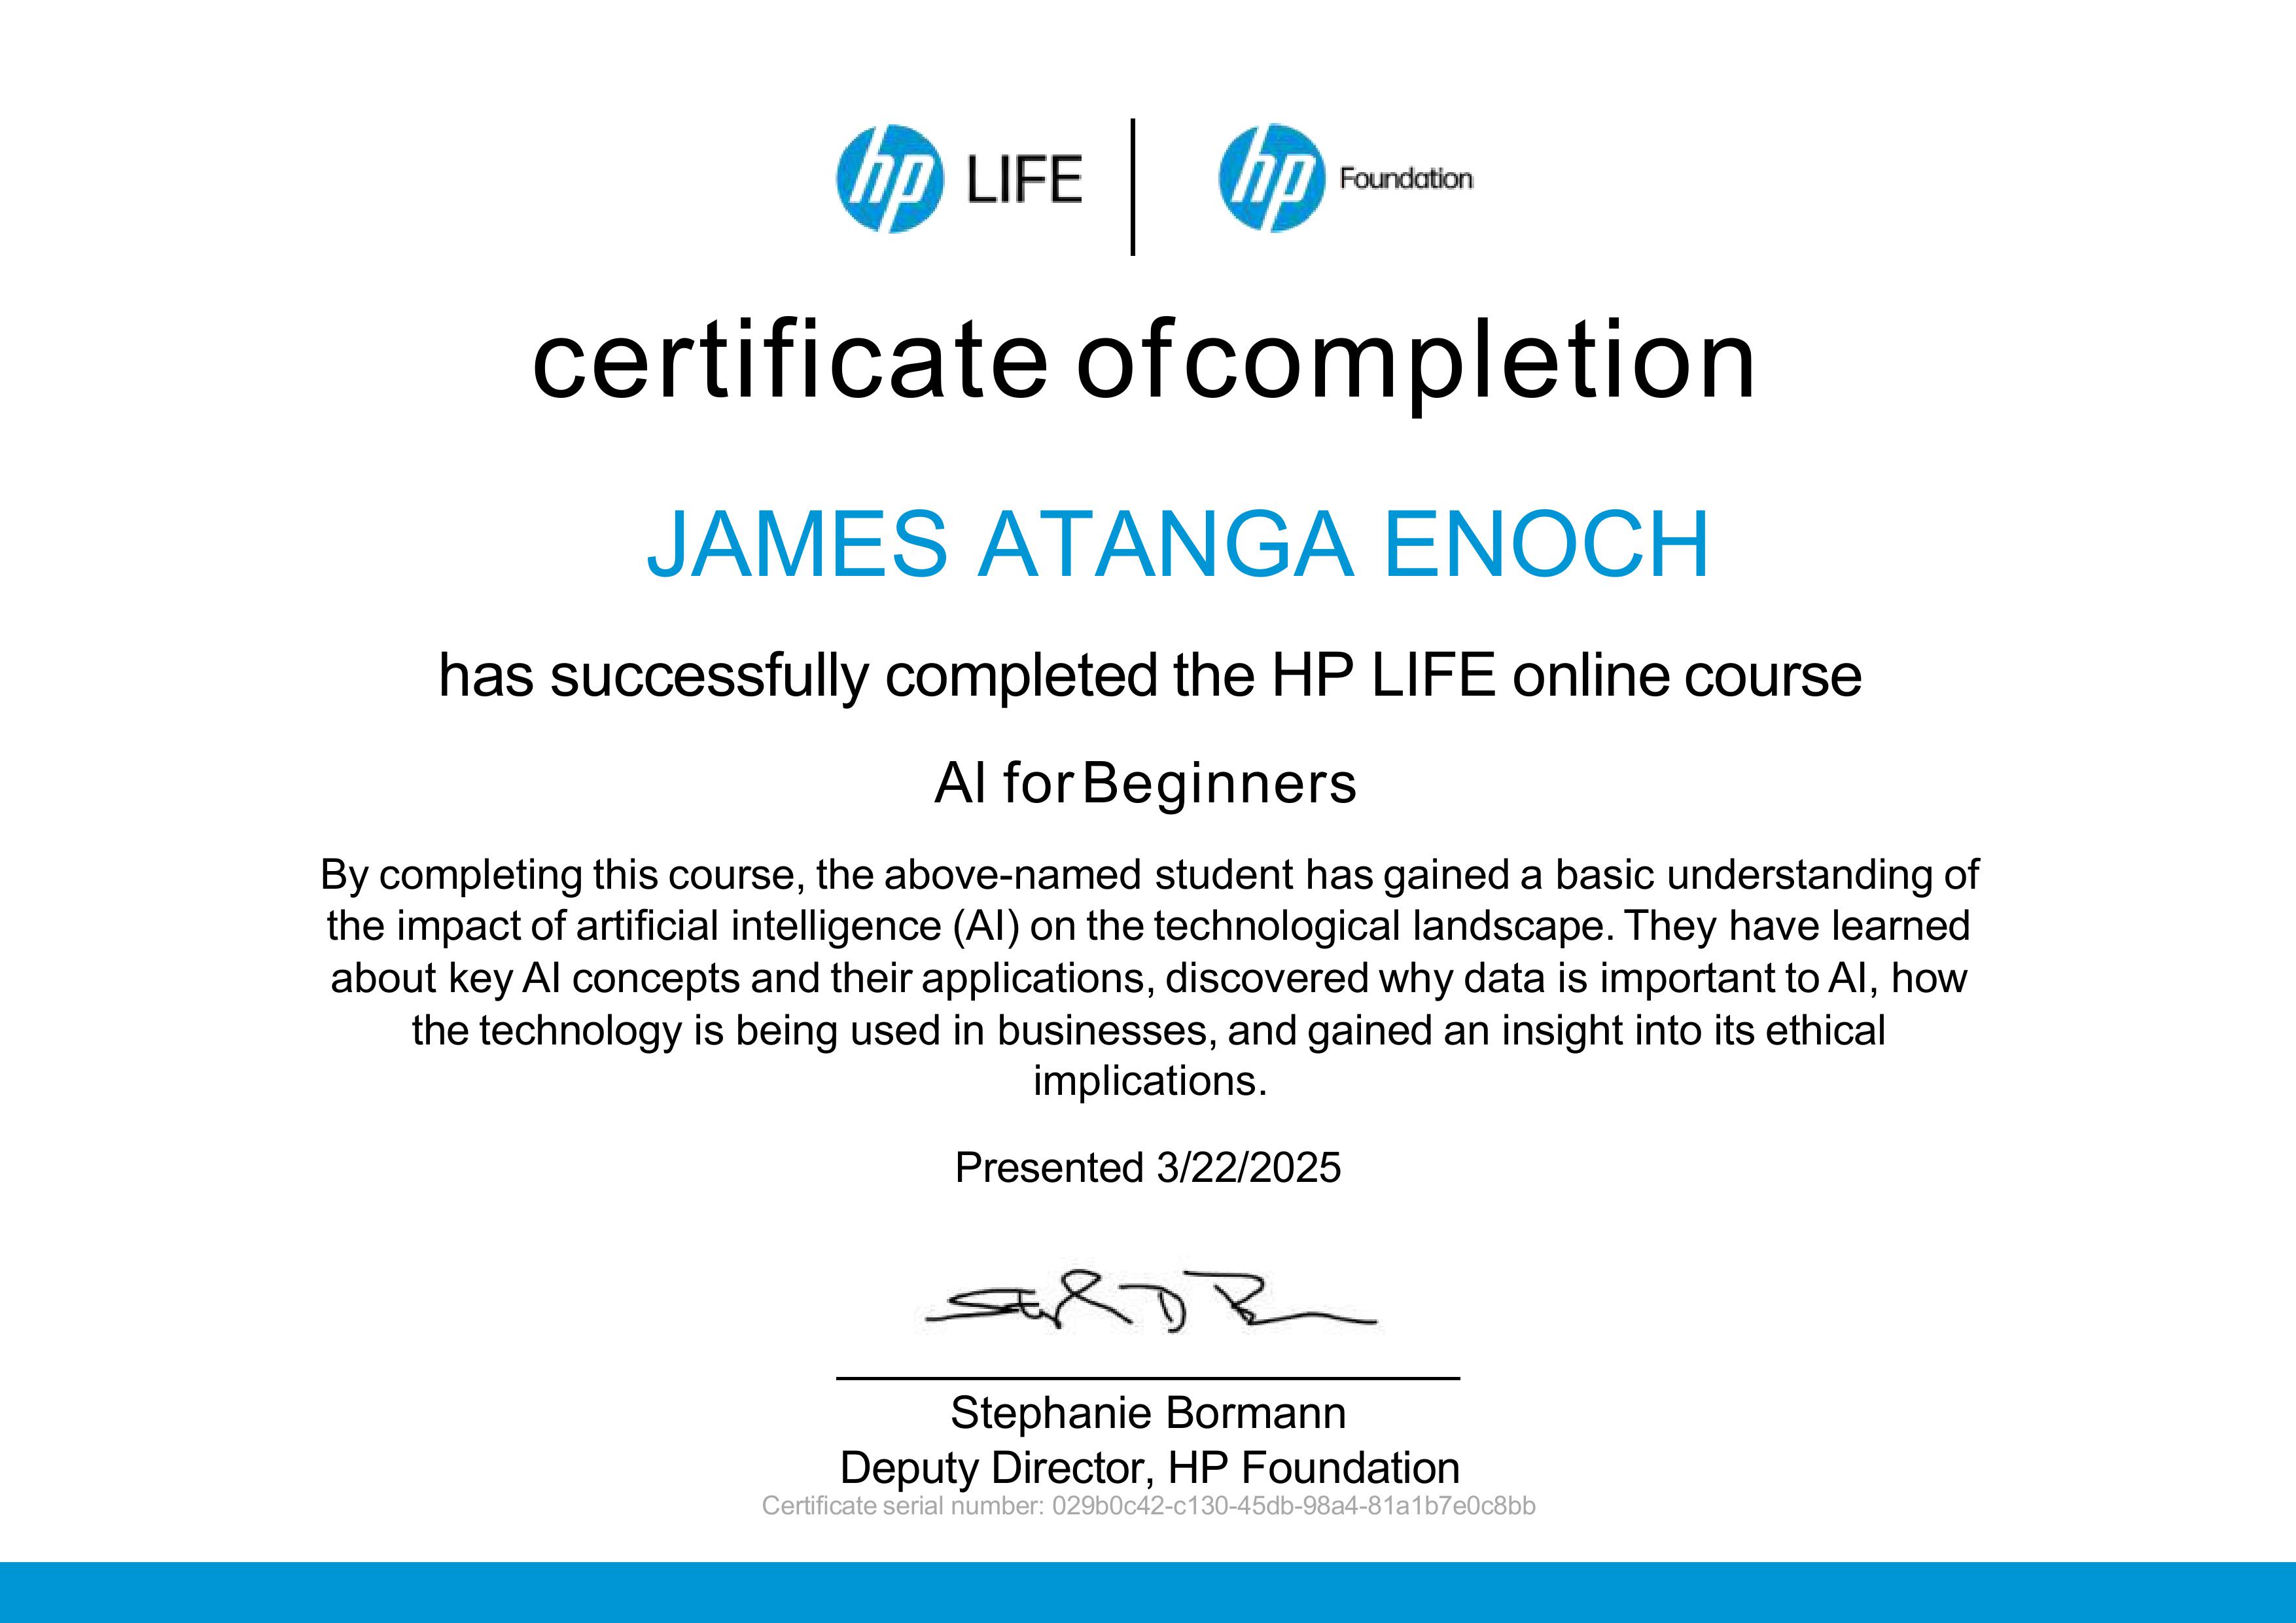 hp LIFE | hp Foundation
certificate of completion
JAMES ATANGA ENOCH
has successfully completed the HP LIFE online course
AI for Beginners
By completing this course, the above-named student has gained a basic understanding of
the impact of artificial intelligence (AI) on the technological landscape. They have learned
about key AI concepts and their applications, discovered why data is important to AI, how
the technology is being used in businesses, and gained an insight into its ethical
implications.
Presented 3/22/2025
Stephanie Bormann
Deputy Director, HP Foundation
Certificate serial number: 029b0c42-c130-45db-98a4-81a1b7e0c8bb